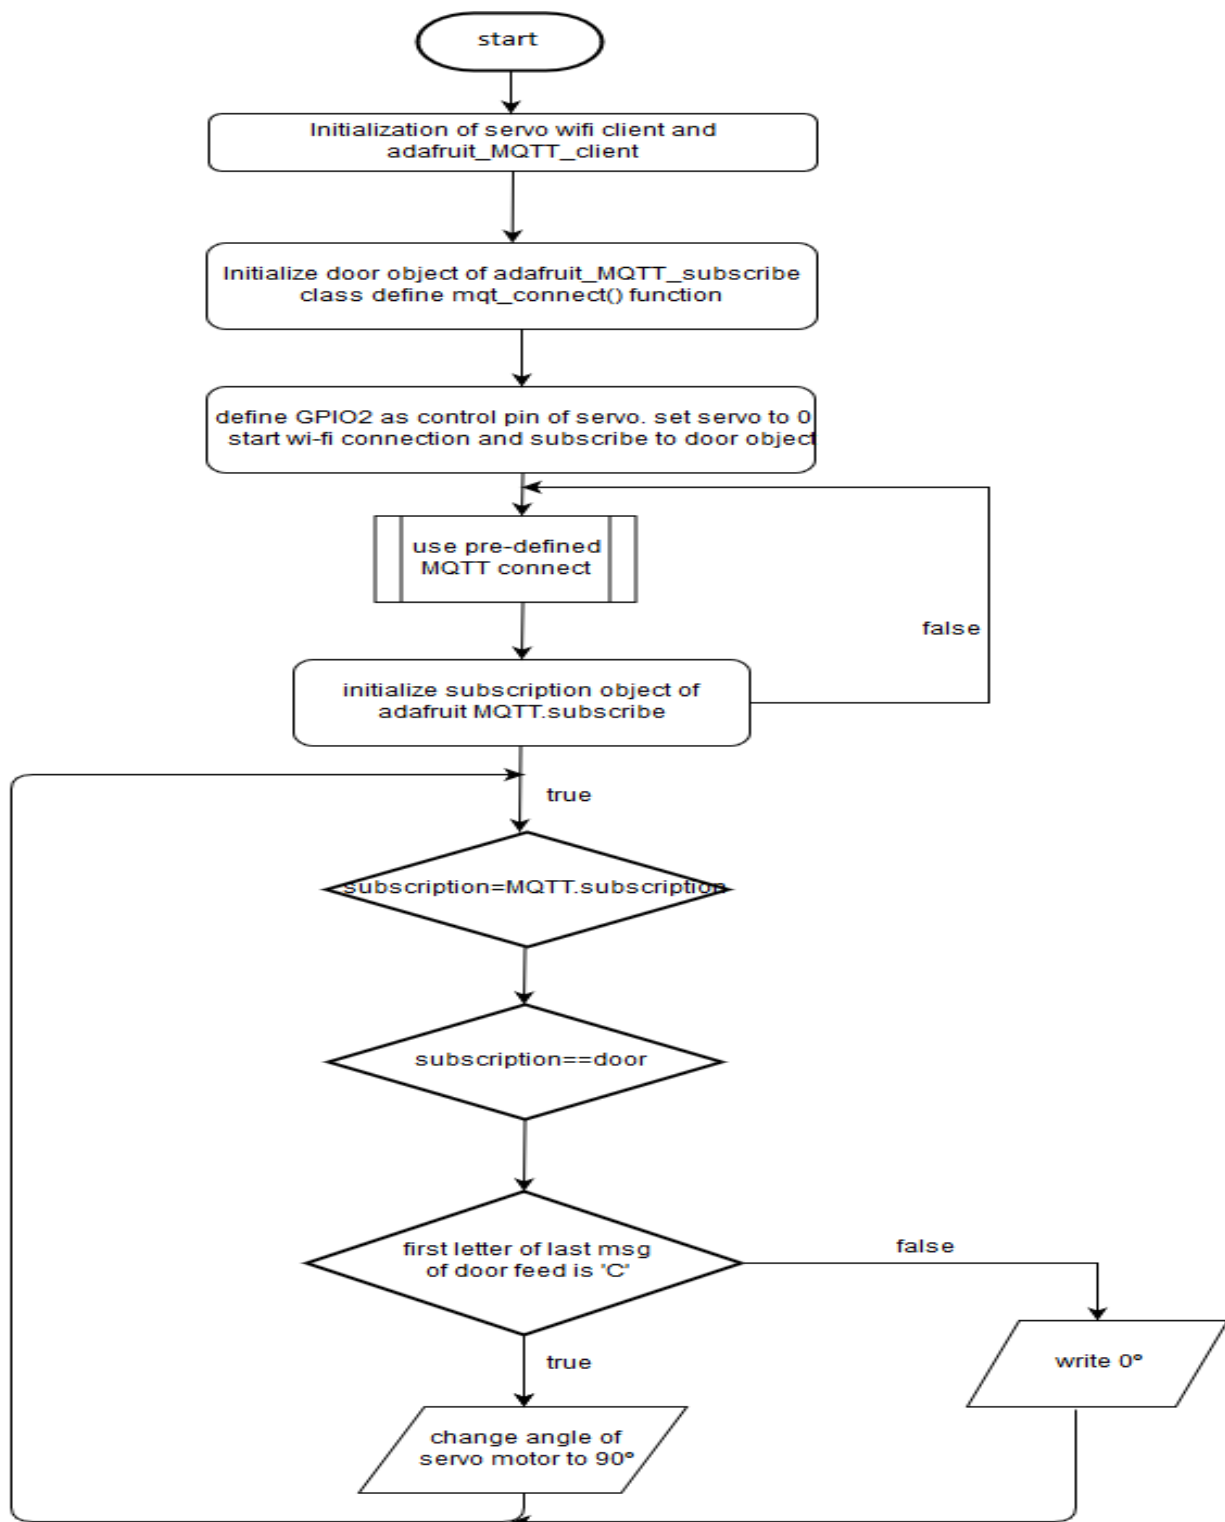 start
Initialization of servo wifi client and
adafruit_MQTT_client
Initialize door object of adafruit_MQTT_subscribe
class define mqt_connect() function
define GPIO2 as control pin of servo. set servo to 0
start wi-fi connection and subscribe to door object
use pre-defined
MQTT connect
false
initialize subscription object of
adafruit MQTT.subscribe
true
subscription=MQTT.subscription
subscription==door
first letter of last msg
of door feed is 'C'
false
true
write 0°
change angle of
servo motor to 90°